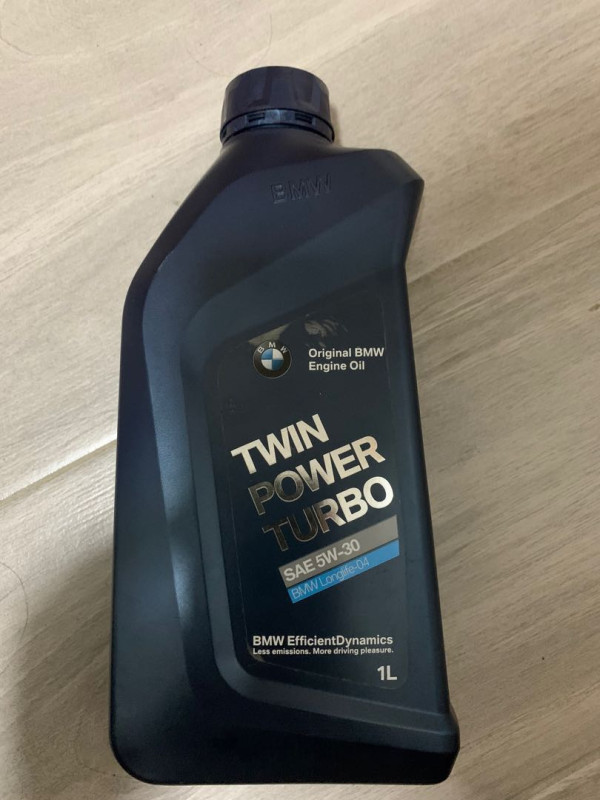 BMW
BMW
Original BMW
Engine Oil
TWIN
POWER
TURBO
SAE 5W-30
BMW Longlife-04
BMW EfficientDynamics
Less emissions. More driving pleasure.
1L